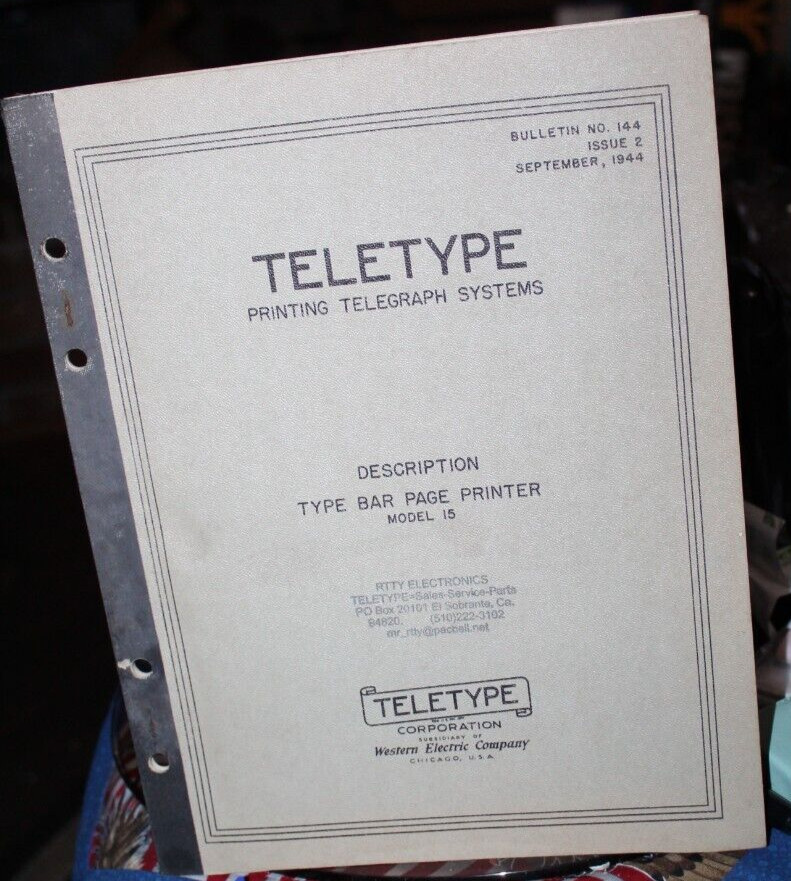 BULLETIN NO. 144
ISSUE 2
SEPTEMBER, 1944
TELETYPE
PRINTING TELEGRAPH SYSTEMS
DESCRIPTION
TYPE BAR PAGE PRINTER
MODEL 15
RTTY ELECTRONICS
TELETYPE=Sales-Service-Parts
PO Box 20101 El Sobrante, Ca.
94820. (510)222-3102
mr_rtty@pacbell.net
TELETYPE
CORPORATION
SUBSIDIARY OF
Western Electric Company
CHICAGO, U.S.A.